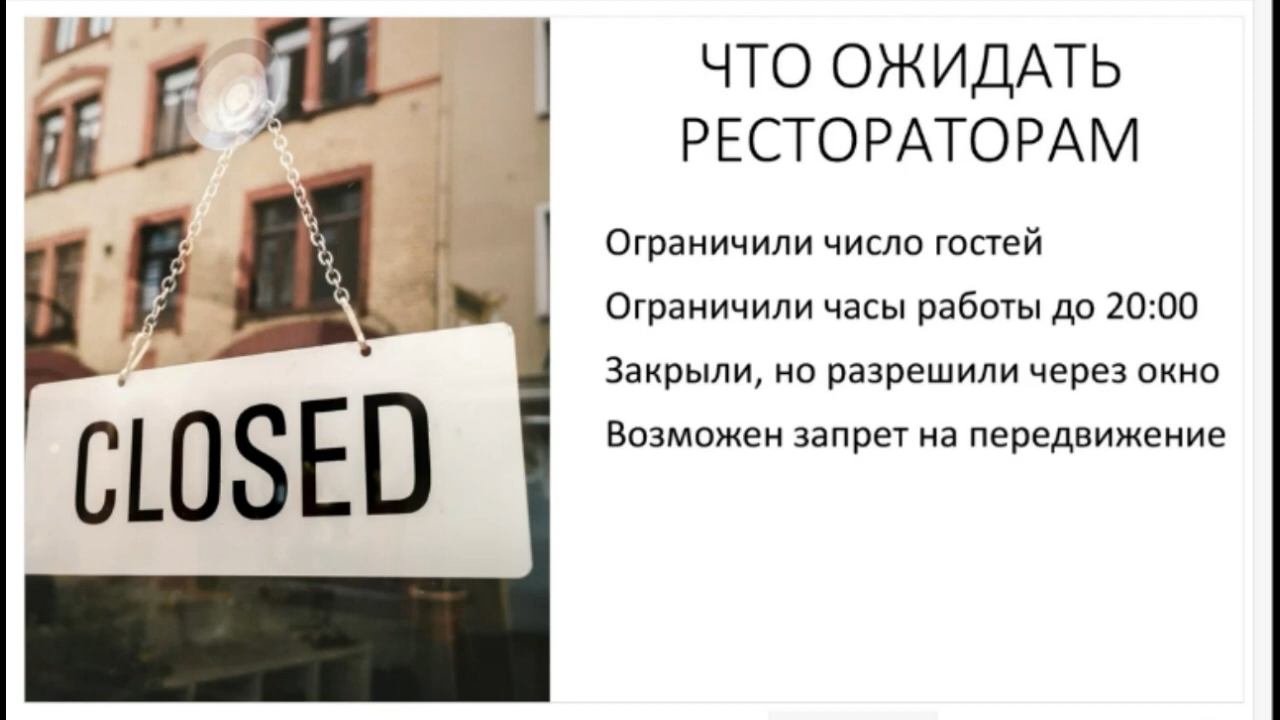 ЧТО ОЖИДАТЬ
РЕСТОРАТОРАМ
Ограничили число гостей
Ограничили часы работы до 20:00
Закрыли, но разрешили через окно
Возможен запрет на передвижение
CLOSED